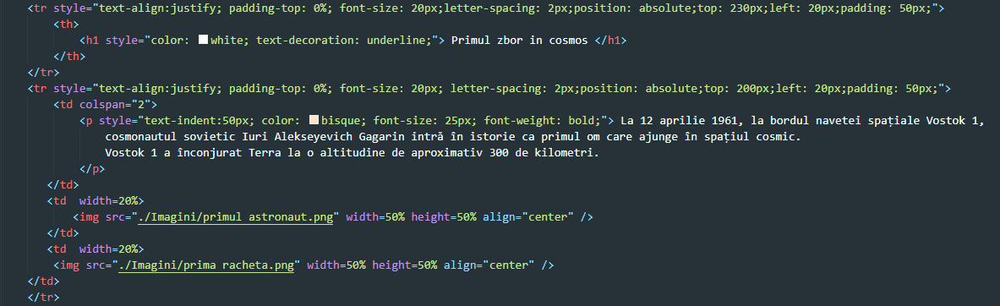 <tr style="text-align:justify; padding-top: 0%; font-size: 20px;letter-spacing: 2px;position: absolute;top: 230px;left: 20px;padding: 50px;">
<th>
<h1 style="color: white; text-decoration: underline;"> Primul zbor in cosmos </h1>
</th>
</tr>
<tr style="text-align:justify; padding-top: 0%; font-size: 20px; letter-spacing: 2px;position: absolute;top: 200px;left: 20px;padding: 50px;">
<td colspan="2">
<p style="text-indent:50px; color: bisque; font-size: 25px; font-weight: bold;"> La 12 aprilie 1961, la bordul navetei spațiale Vostok 1,
cosmonautul sovietic Iuri Alekseyevich Gagarin intră în istorie ca primul om care ajunge în spațiul cosmic.
Vostok 1 a înconjurat Terra la o altitudine de aproximativ 300 de kilometri.
</p>
</td>
<td  width=20%>
<img src="./Imagini/primul astronaut.png" width=50% height=50% align="center" />
</td>
<td  width=20%>
<img src="./Imagini/prima racheta.png" width=50% height=50% align="center" />
</td>
</tr>